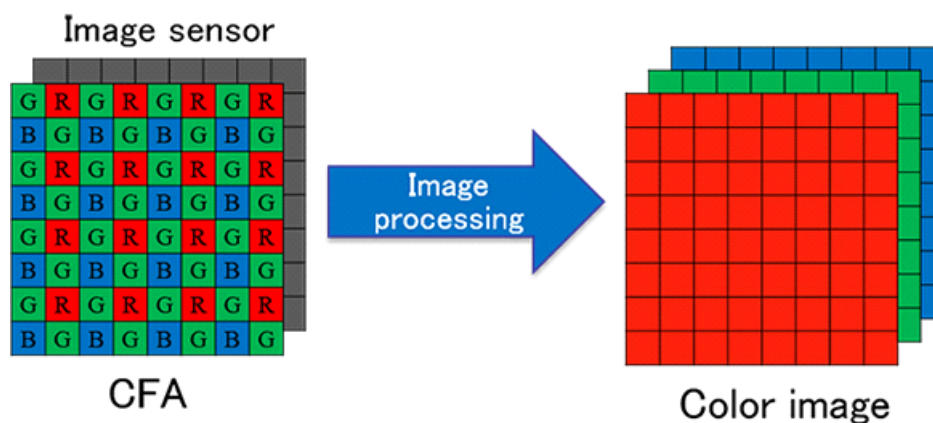 Image sensor
G R G R G R G R
B G B G B G B G
G R G R G R G R
B G B G B G B G
G R G R G R G R
B G B G B G B G
G R G R G R G R
B G B G B G B G
CFA
Image
processing
Color image